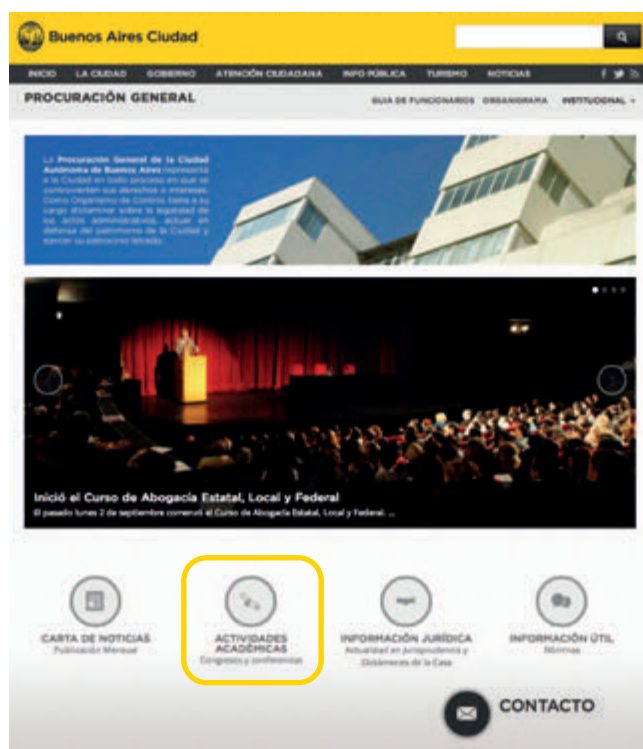 Buenos Aires Ciudad
INICIO LA CIUDAD GOBIERNO ATENCIÓN CIUDADANA INFO PÚBLICA TURISMO NOTICIAS
PROCURACIÓN GENERAL
GUIA DE FUNCIONARIOS ORGANIGRAMA INSTITUCIONAL
La Procuración General de la Ciudad
Autónoma de Buenos Aires representa
a la Ciudad en todo proceso en que se
controviertan sus derechos o intereses.
Como Organismo de Control tiene a su
cargo dictaminar sobre la legalidad de
los actos administrativos, actuar en
defensa del patrimonio de la Ciudad y
ejercer su patrocinio letrado.
Inició el Curso de Abogacía Estatal, Local y Federal
El pasado lunes 2 de septiembre comenzó el Curso de Abogacía Estatal, Local y Federal. ...
CARTA DE NOTICIAS
Publicación Mensual
ACTIVIDADES
ACADÉMICAS
Congresos y conferencias
INFORMACIÓN JURÍDICA
Actualidad en jurisprudencia y
Dictámenes de la Casa
INFORMACIÓN ÚTIL
Normas
CONTACTO